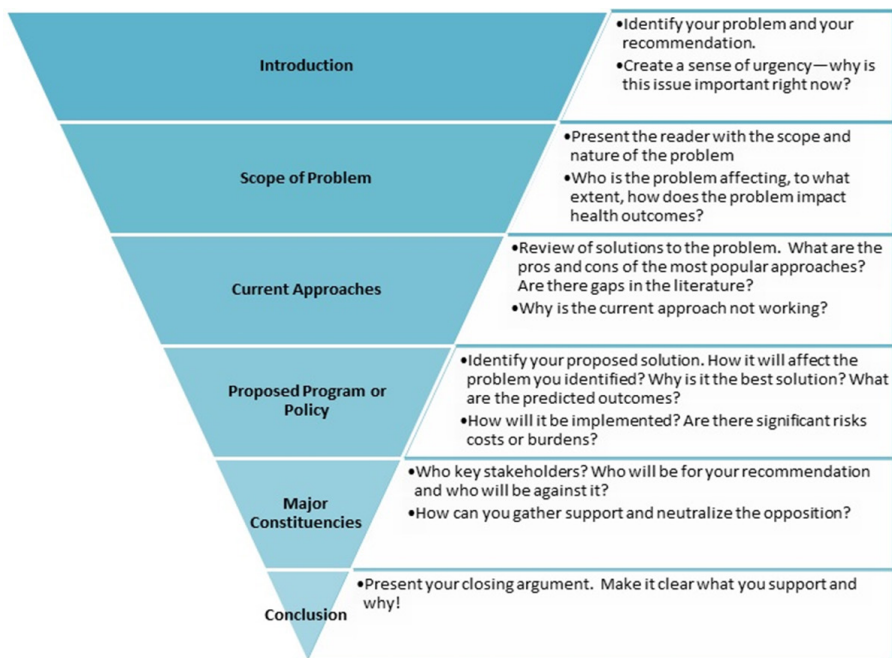 Introduction
•Identify your problem and your
recommendation.
•Create a sense of urgency—why is
this issue important right now?
Scope of Problem
•Present the reader with the scope and
nature of the problem
•Who is the problem affecting, to what
extent, how does the problem impact
health outcomes?
Current Approaches
•Review of solutions to the problem.  What are the
pros and cons of the most popular approaches?
Are there gaps in the literature?
•Why is the current approach not working?
Proposed Program or
Policy
•Identify your proposed solution. How it will affect the
problem you identified? Why is it the best solution? What
are the predicted outcomes?
•How will it be implemented? Are there significant risks
costs or burdens?
Major
Constituencies
•Who key stakeholders? Who will be for your recommendation
and who will be against it?
•How can you gather support and neutralize the opposition?
Conclusion
•Present your closing argument.  Make it clear what you support and
why!